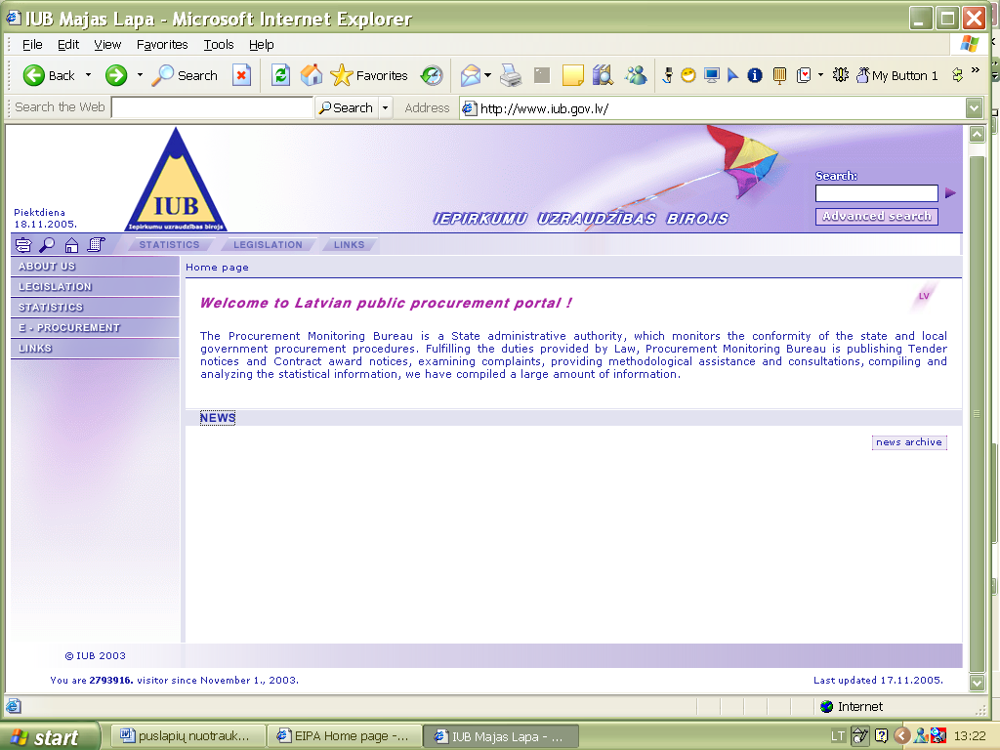 IUB Majas Lapa - Microsoft Internet Explorer
File Edit View Favorites Tools Help
Back Search Favorites My Button 1 »
Search the Web Search Address http://www.iub.gov.lv/
Piektdiena
18.11.2005.
IUB
Iepirkumu uzraudzības birojs
IEPIRKUMU UZRAUDZĪBAS BIROJS
Search:
Advanced search
STATISTICS LEGISLATION LINKS
ABOUT US
LEGISLATION
STATISTICS
E - PROCUREMENT
LINKS
Home page
Welcome to Latvian public procurement portal !
LV
The Procurement Monitoring Bureau is a State administrative authority, which monitors the conformity of the state and local
government procurement procedures. Fulfilling the duties provided by Law, Procurement Monitoring Bureau is publishing Tender
notices and Contract award notices, examining complaints, providing methodological assistance and consultations, compiling and
analyzing the statistical information, we have compiled a large amount of information.
NEWS
news archive
© IUB 2003
You are 2793916. visitor since November 1., 2003.
Last updated 17.11.2005.
Internet
start puslapių nuotrauk... EIPA Home page -... IUB Majas Lapa - ... LT 13:22